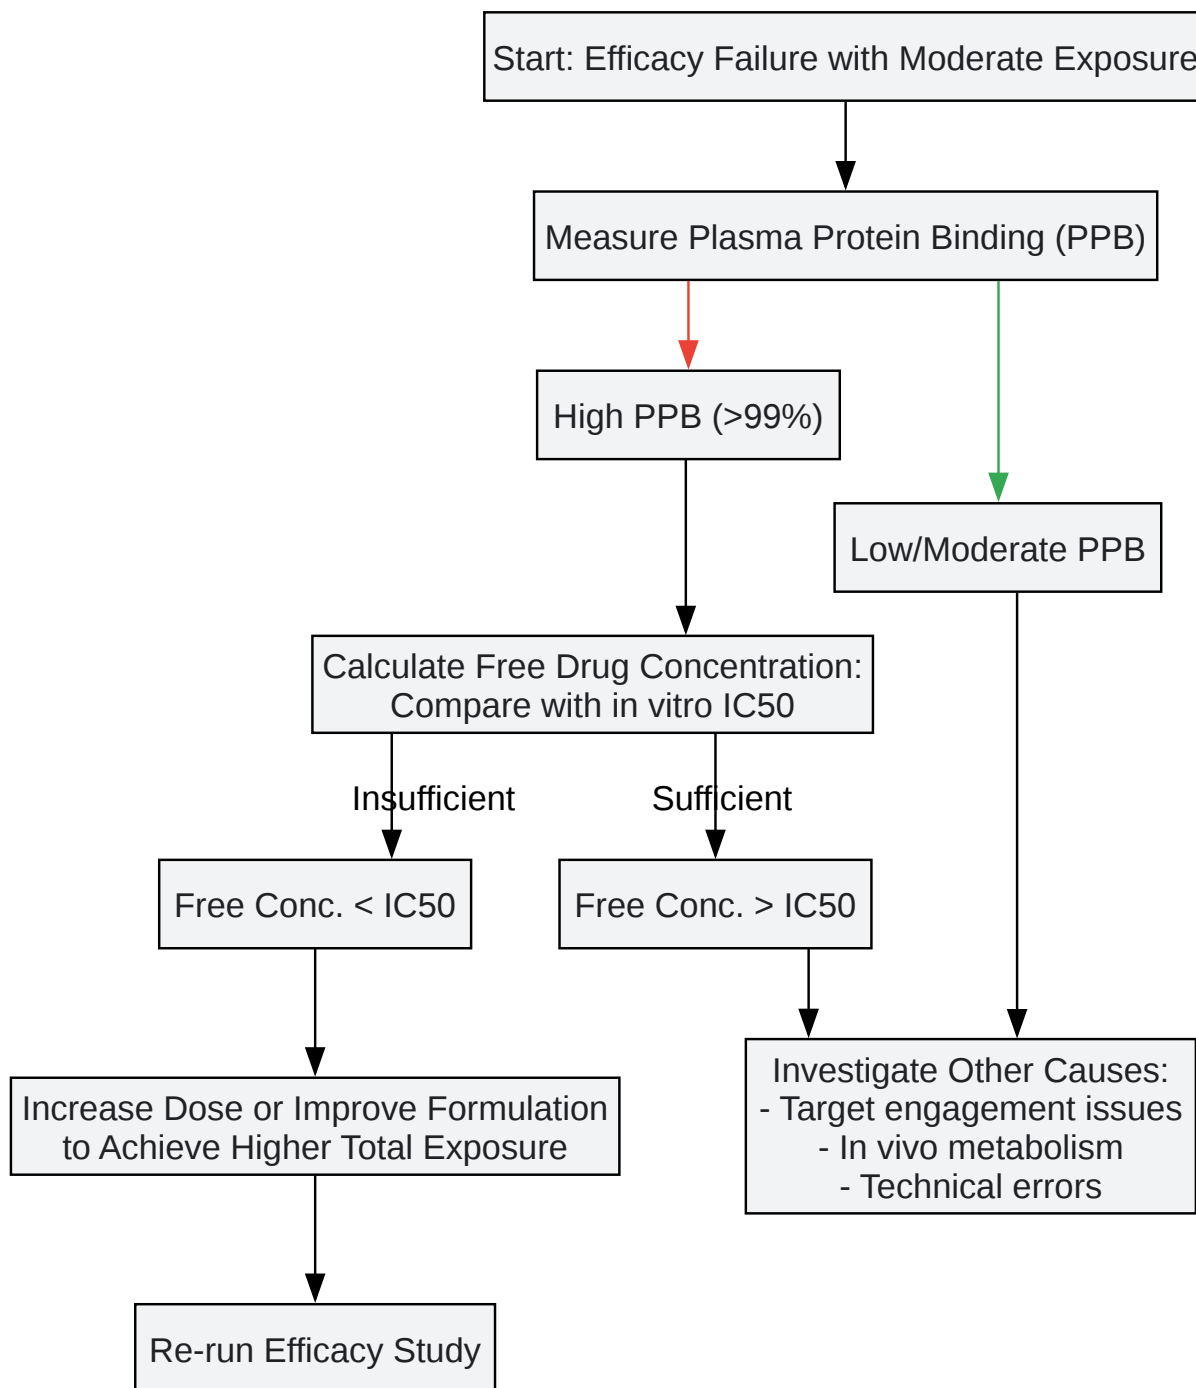 Start: Efficacy Failure with Moderate Exposure
Measure Plasma Protein Binding (PPB)
High PPB (>99%)
Low/Moderate PPB
Calculate Free Drug Concentration:
Compare with in vitro IC50
Insufficient
Sufficient
Free Conc. < IC50
Free Conc. > IC50
Increase Dose or Improve Formulation
to Achieve Higher Total Exposure
Investigate Other Causes:
- Target engagement issues
- In vivo metabolism
- Technical errors
Re-run Efficacy Study